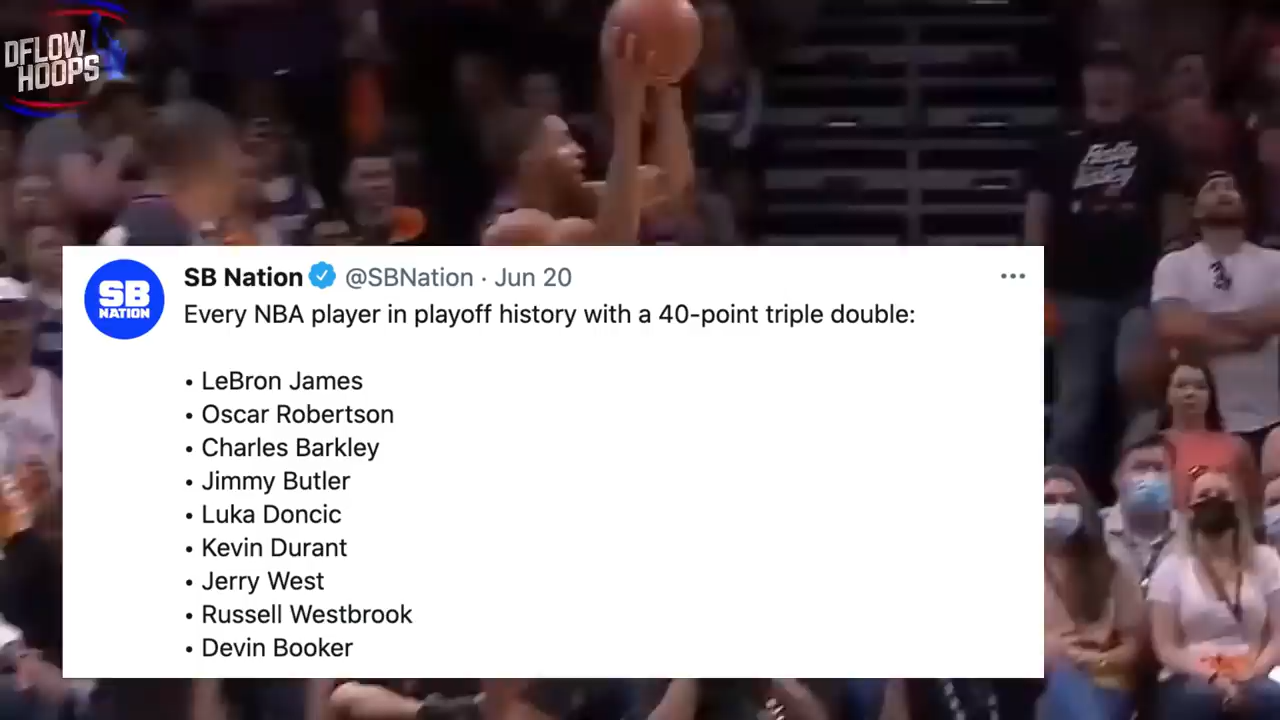 DFLOW
HOOPS
SB Nation @SBNation · Jun 20
SB
NATION
Every NBA player in playoff history with a 40-point triple double:
• LeBron James
• Oscar Robertson
• Charles Barkley
• Jimmy Butler
• Luka Doncic
• Kevin Durant
• Jerry West
• Russell Westbrook
• Devin Booker